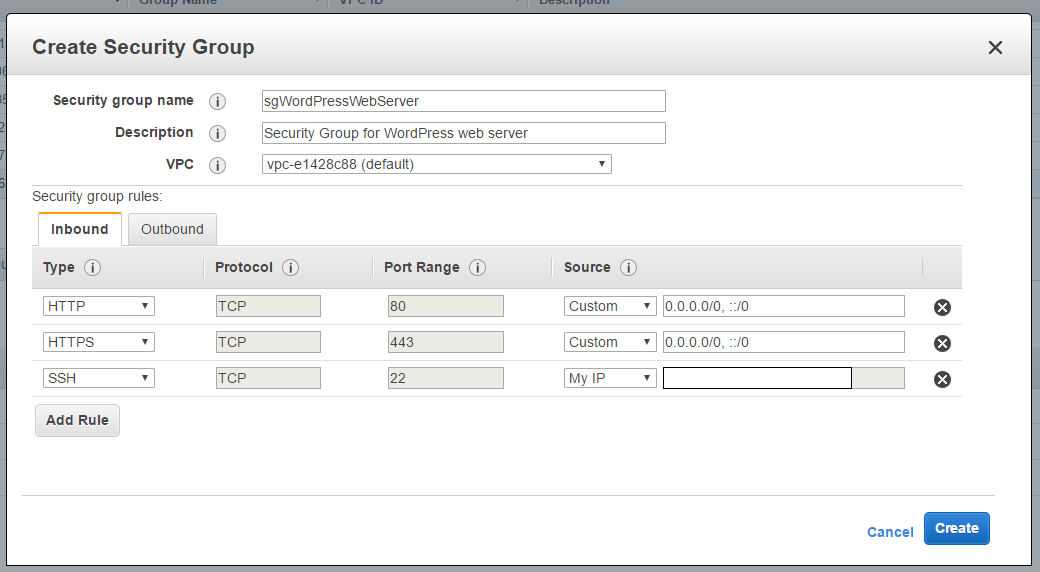 Group Name VPC ID Description
Create Security Group
Security group name i sgWordPressWebServer
Description i Security Group for WordPress web server
VPC i vpc-e1428c88 (default)
Security group rules:
Inbound Outbound
Type i Protocol i Port Range i Source i
HTTP TCP 80 Custom 0.0.0.0/0, ::/0
HTTPS TCP 443 Custom 0.0.0.0/0, ::/0
SSH TCP 22 My IP
Add Rule
Cancel Create